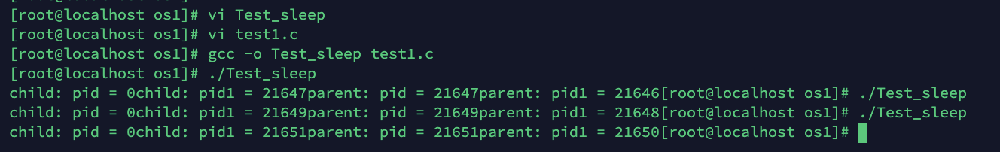 [root@localhost os1]# vi Test_sleep
[root@localhost os1]# vi test1.c
[root@localhost os1]# gcc -o Test_sleep test1.c
[root@localhost os1]# ./Test_sleep
child: pid = 0child: pid1 = 21647parent: pid = 21647parent: pid1 = 21646[root@localhost os1]# ./Test_sleep
child: pid = 0child: pid1 = 21649parent: pid = 21649parent: pid1 = 21648[root@localhost os1]# ./Test_sleep
child: pid = 0child: pid1 = 21651parent: pid = 21651parent: pid1 = 21650[root@localhost os1]#